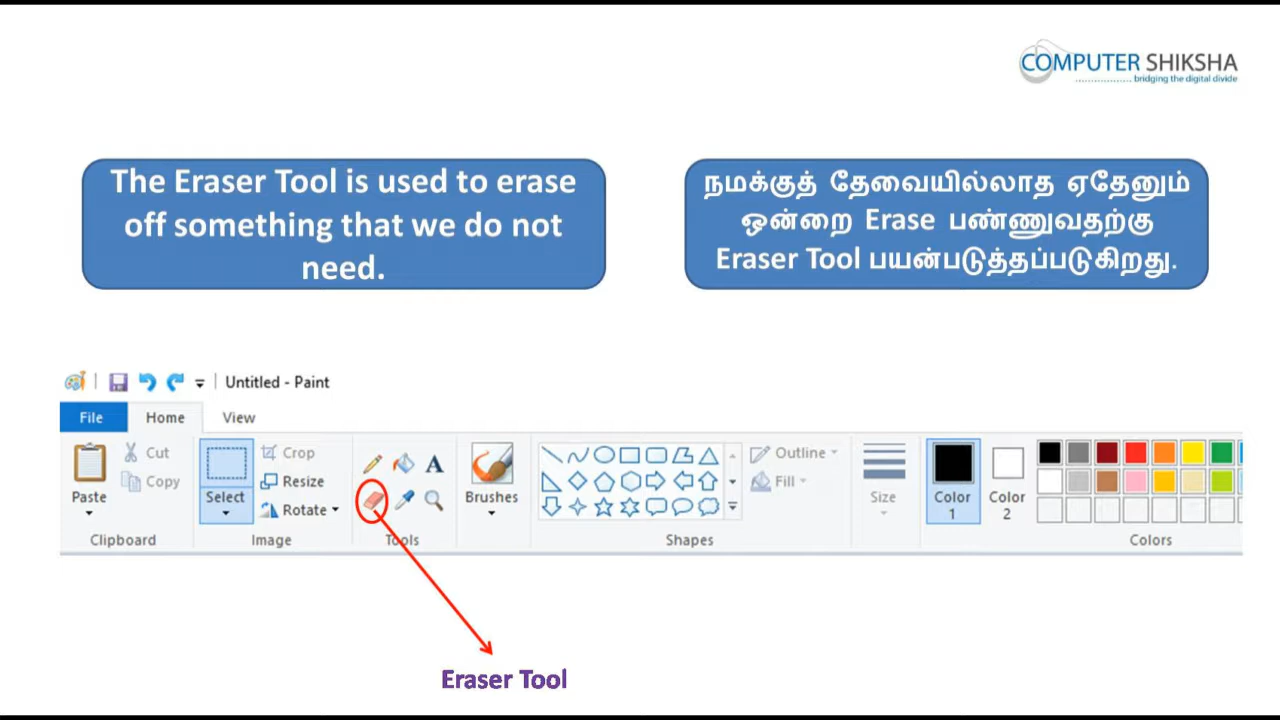 COMPUTER SHIKSHA
bridging the digital divide
The Eraser Tool is used to erase
off something that we do not
need.
நமக்குத் தேவையில்லாத ஏதேனும்
ஒன்றை Erase பண்ணுவதற்கு
Eraser Tool பயன்படுத்தப்படுகிறது.
Untitled - Paint
File Home View
Paste
Cut
Copy
Clipboard
Select
Crop
Resize
Rotate
Image
A
Tools
Brushes
Shapes
Outline
Fill
Size
Color
1
Color
2
Colors
Eraser Tool